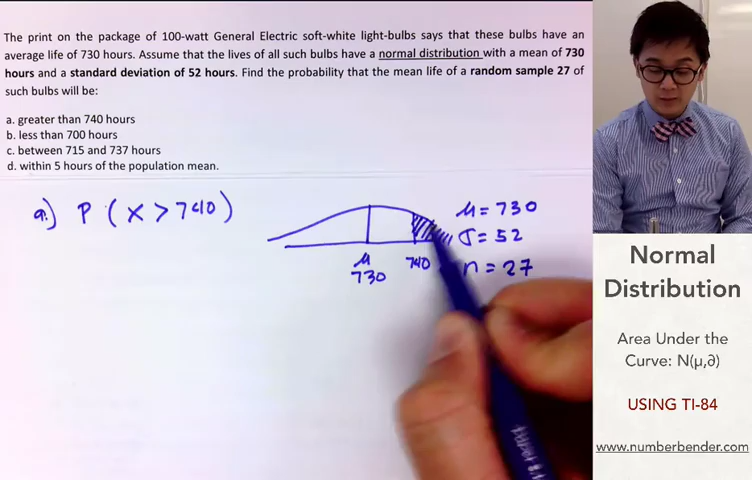 The print on the package of 100-watt General Electric soft-white light-bulbs says that these bulbs have an
average life of 730 hours. Assume that the lives of all such bulbs have a normal distribution with a mean of 730
hours and a standard deviation of 52 hours. Find the probability that the mean life of a random sample 27 of
such bulbs will be:
a. greater than 740 hours
b. less than 700 hours
c. between 715 and 737 hours
d. within 5 hours of the population mean.
a.) P (X > 740)
μ = 730
σ = 52
n = 27
μ
730
740
Normal
Distribution
Area Under the
Curve: N(μ,∂)
USING TI-84
www.numberbender.com